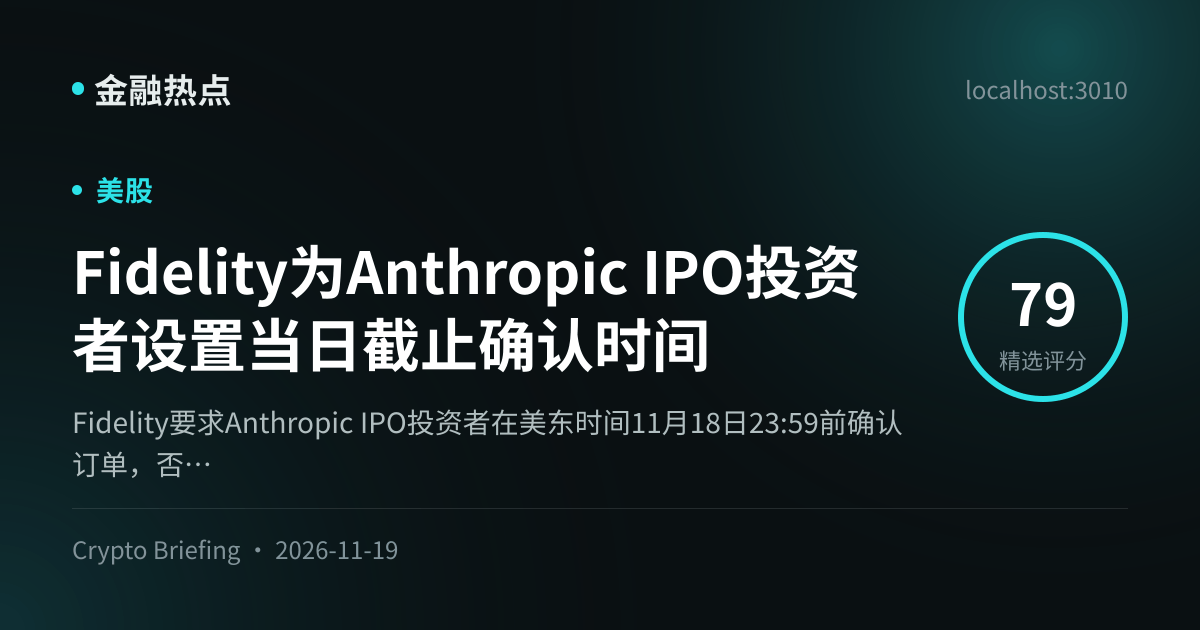 金融热点
localhost:3010
美股
Fidelity为Anthropic IPO投资
者设置当日截止确认时间
79
精选评分
Fidelity要求Anthropic IPO投资者在美东时间11月18日23:59前确认
订单，否…
Crypto Briefing · 2026-11-19